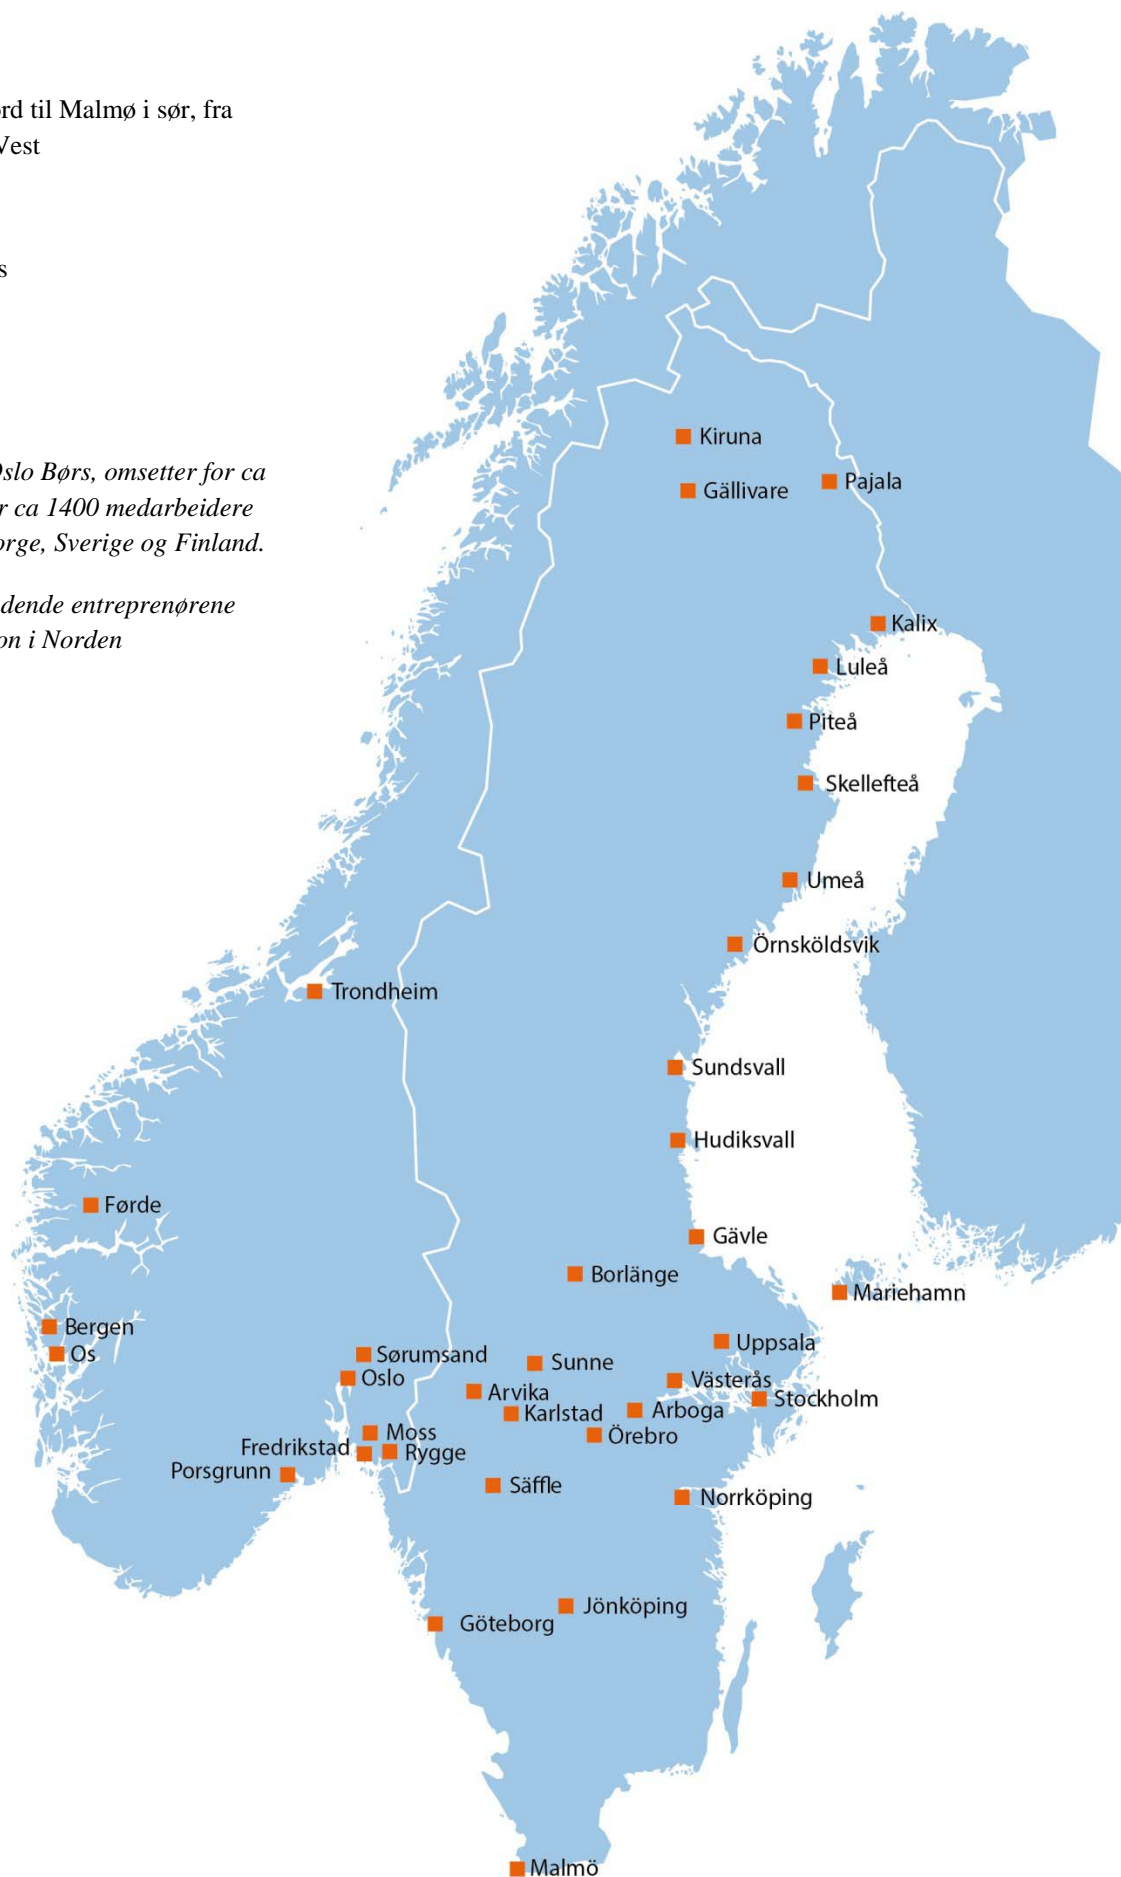 rd til Malmø i sør, fra
Vest
s
Oslo Børs, omsetter for ca
r ca 1400 medarbeidere
orge, Sverige og Finland.
dende entreprenørene
on i Norden
Kiruna
Gällivare
Pajala
Kalix
Luleå
Piteå
Skellefteå
Umeå
Örnsköldsvik
Trondheim
Sundsvall
Hudiksvall
Førde
Gävle
Borlänge
Mariehamn
Bergen
Os
Uppsala
Sørumsand
Sunne
Oslo
Västerås
Arvika
Stockholm
Karlstad
Arboga
Moss
Örebro
Fredrikstad
Rygge
Porsgrunn
Säffle
Norrköping
Jönköping
Göteborg
Malmö